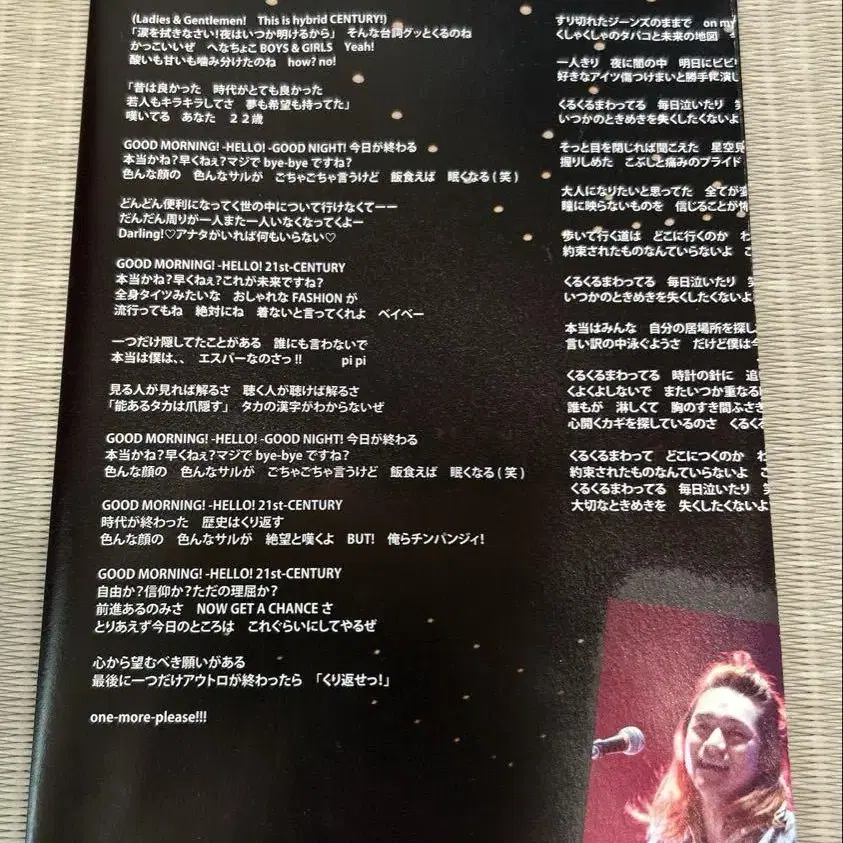 (Ladies & Gentlemen!　This is hybrid CENTURY!)
「涙を拭きなさい!夜はいつか明けるから」　そんな台詞グッとくるのね
かっこいいぜ　へなちょこ BOYS & GIRLS　Yeah!
酸いも甘いも噛み分けたのね　how? no!
「昔は良かった　時代がとても良かった
若人もキラキラしてさ　夢も希望も持ってた」
嘆いてる　あなた　２２歳
GOOD MORNING! -HELLO! -GOOD NIGHT! 今日が終わる
本当かね？早くねぇ？マジで bye-bye ですね？
色んな顔の　色んなサルが　ごちゃごちゃ言うけど　飯食えば　眠くなる ( 笑 )
どんどん便利になってく世の中について行けなくてーー
だんだん周りが一人また一人いなくなってくよー
Darling!♡アナタがいれば何もいらない♡
GOOD MORNING! -HELLO! 21st-CENTURY
本当かね？早くねぇ？これが未来ですね？
全身タイツみたいな　おしゃれな FASHION が
流行ってもね　絶対にね　着ないと言ってくれよ　ベイベー
一つだけ隠してたことがある　誰にも言わないで
本当は僕は、、　エスパーなのさっ !!　　　pi pi
見る人が見れば解るさ　聴く人が聴けば解るさ
「能あるタカは爪隠す」　タカの漢字がわからないぜ
GOOD MORNING! -HELLO! -GOOD NIGHT! 今日が終わる
本当かね？早くねぇ？マジで bye-bye ですね？
色んな顔の　色んなサルが　ごちゃごちゃ言うけど　飯食えば　眠くなる ( 笑 )
GOOD MORNING! -HELLO! 21st-CENTURY
時代が終わった　歴史はくり返す
色んな顔の　色んなサルが　絶望と嘆くよ　BUT!　俺らチンパンジィ!
GOOD MORNING! -HELLO! 21st-CENTURY
自由か？信仰か？ただの理屈か？
前進あるのみさ　NOW GET A CHANCE さ
とりあえず今日のところは　これぐらいにしてやるぜ
心から望むべき願いがある
最後に一つだけアウトロが終わったら　「くり返せっ!」
one-more-please!!!
すり切れたジーンズのままで　on my
くしゃくしゃのタバコと未来の地図
一人きり　夜に闇の中　明日にビビ
好きなアイツ傷つけまいと勝手に演
くるくるまわってる　毎日泣いたり
いつかのときめきを失くしたくない
そっと目を閉じれば聞こえた　星空
握りしめた　こぶしと痛みのプライド
大人になりたいと思ってた　全てが
瞳に映らないものを　信じることが
歩いて行く道は　どこに行くのか
約束されたものなんていらないよ
くるくるまわってる　毎日泣いたり
いつかのときめきを失くしたくない
本当はみんな　自分の居場所を探し
言い訳の中泳ぐようさ　だけど僕は
くるくるまわってる　時計の針に　追
くよくよしないで　またいつか重なる
誰もが　淋しくて　胸のすき間ふさ
心開くカギを探しているのさ　くるく
くるくるまわって　どこにつくのか
約束されたものなんていらないよ
くるくるまわってる　毎日泣いたり
大切なときめきを　失くしたくないよ